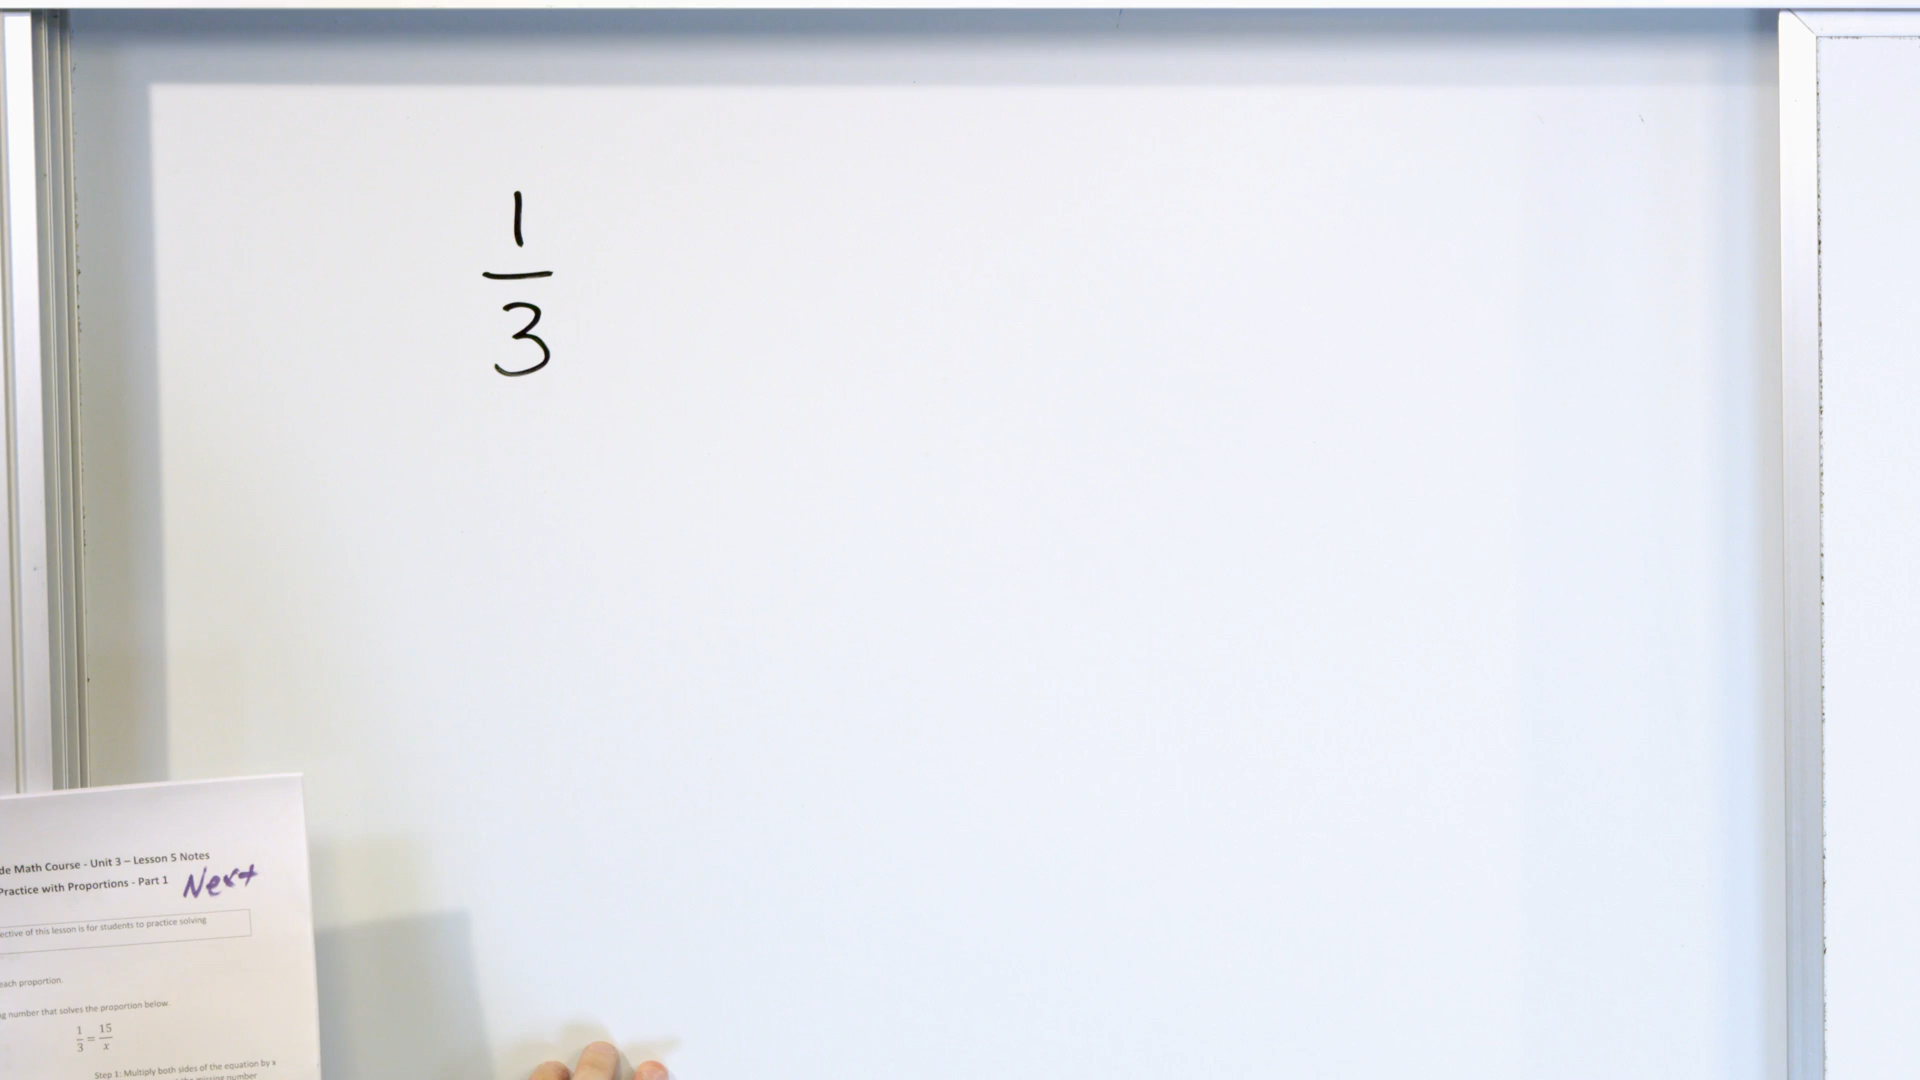 1
3
de Math Course - Unit 3 – Lesson 5 Notes
Practice with Proportions - Part 1 Next
ective of this lesson is for students to practice solving
each proportion.
number that solves the proportion below.
1/3 = 15/x
Step 1: Multiply both sides of the equation by x
missing number